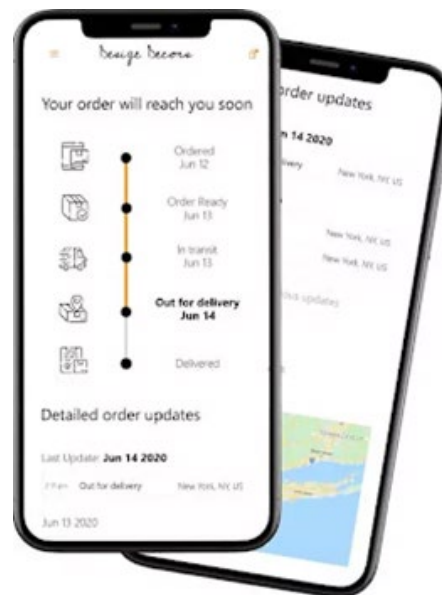 Desige Decors
Your order will reach you soon
Ordered
Jun 12
Order Ready
Jun 13
In transit
Jun 13
Out for delivery
Jun 14
Delivered
Detailed order updates
Last Update: Jun 14 2020
Out for delivery New York, NY, US
Jun 13 2020
order updates
14 2020
New York, NY, US
New York, NY, US
New York, NY, US
updates